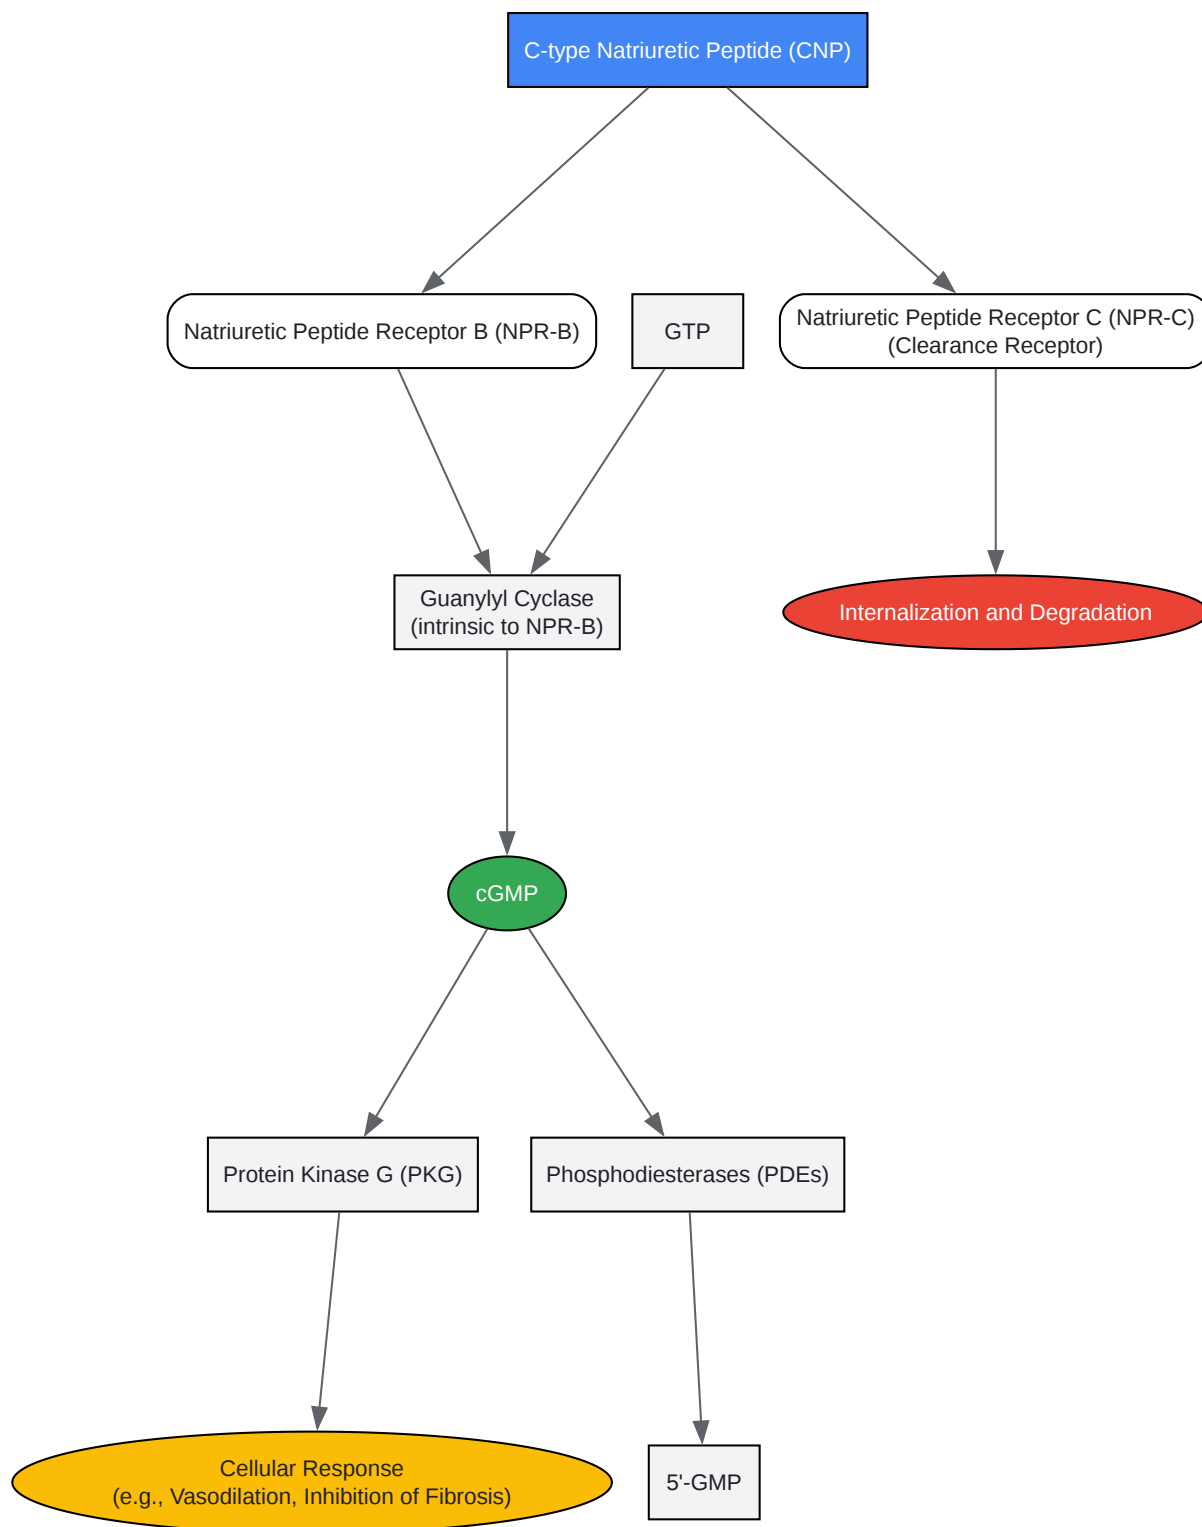 C-type Natriuretic Peptide (CNP)
Natriuretic Peptide Receptor B (NPR-B)
GTP
Natriuretic Peptide Receptor C (NPR-C)
(Clearance Receptor)
Guanylyl Cyclase
(intrinsic to NPR-B)
Internalization and Degradation
cGMP
Protein Kinase G (PKG)
Phosphodiesterases (PDEs)
Cellular Response
(e.g., Vasodilation, Inhibition of Fibrosis)
5'-GMP